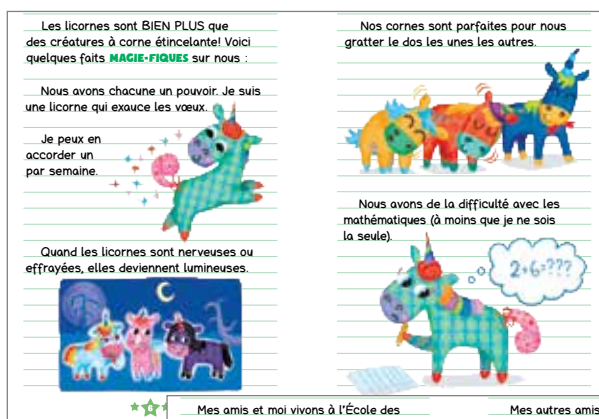 Les licornes sont BIEN PLUS que
des créatures à corne étincelante! Voici
quelques faits MAGIE-FIQUES sur nous :
Nous avons chacune un pouvoir. Je suis
une licorne qui exauce les vœux.
Je peux en
accorder un
par semaine.
Quand les licornes sont nerveuses ou
effrayées, elles deviennent lumineuses.
6
Nos cornes sont parfaites pour nous
gratter le dos les unes les autres.
Nous avons de la difficulté avec les
mathématiques (à moins que je ne sois
la seule).
2+6=???
Mes amis et moi vivons à l'École des
Mes autres amis